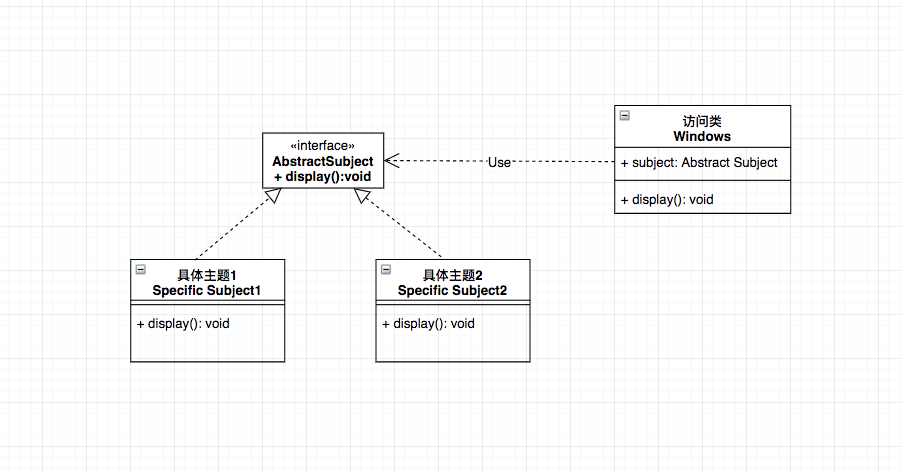 «interface»
AbstractSubject
+ display():void
Use
访问类
Windows
+ subject: Abstract Subject
+ display(): void
具体主题1
Specific Subject1
+ display(): void
具体主题2
Specific Subject2
+ display(): void